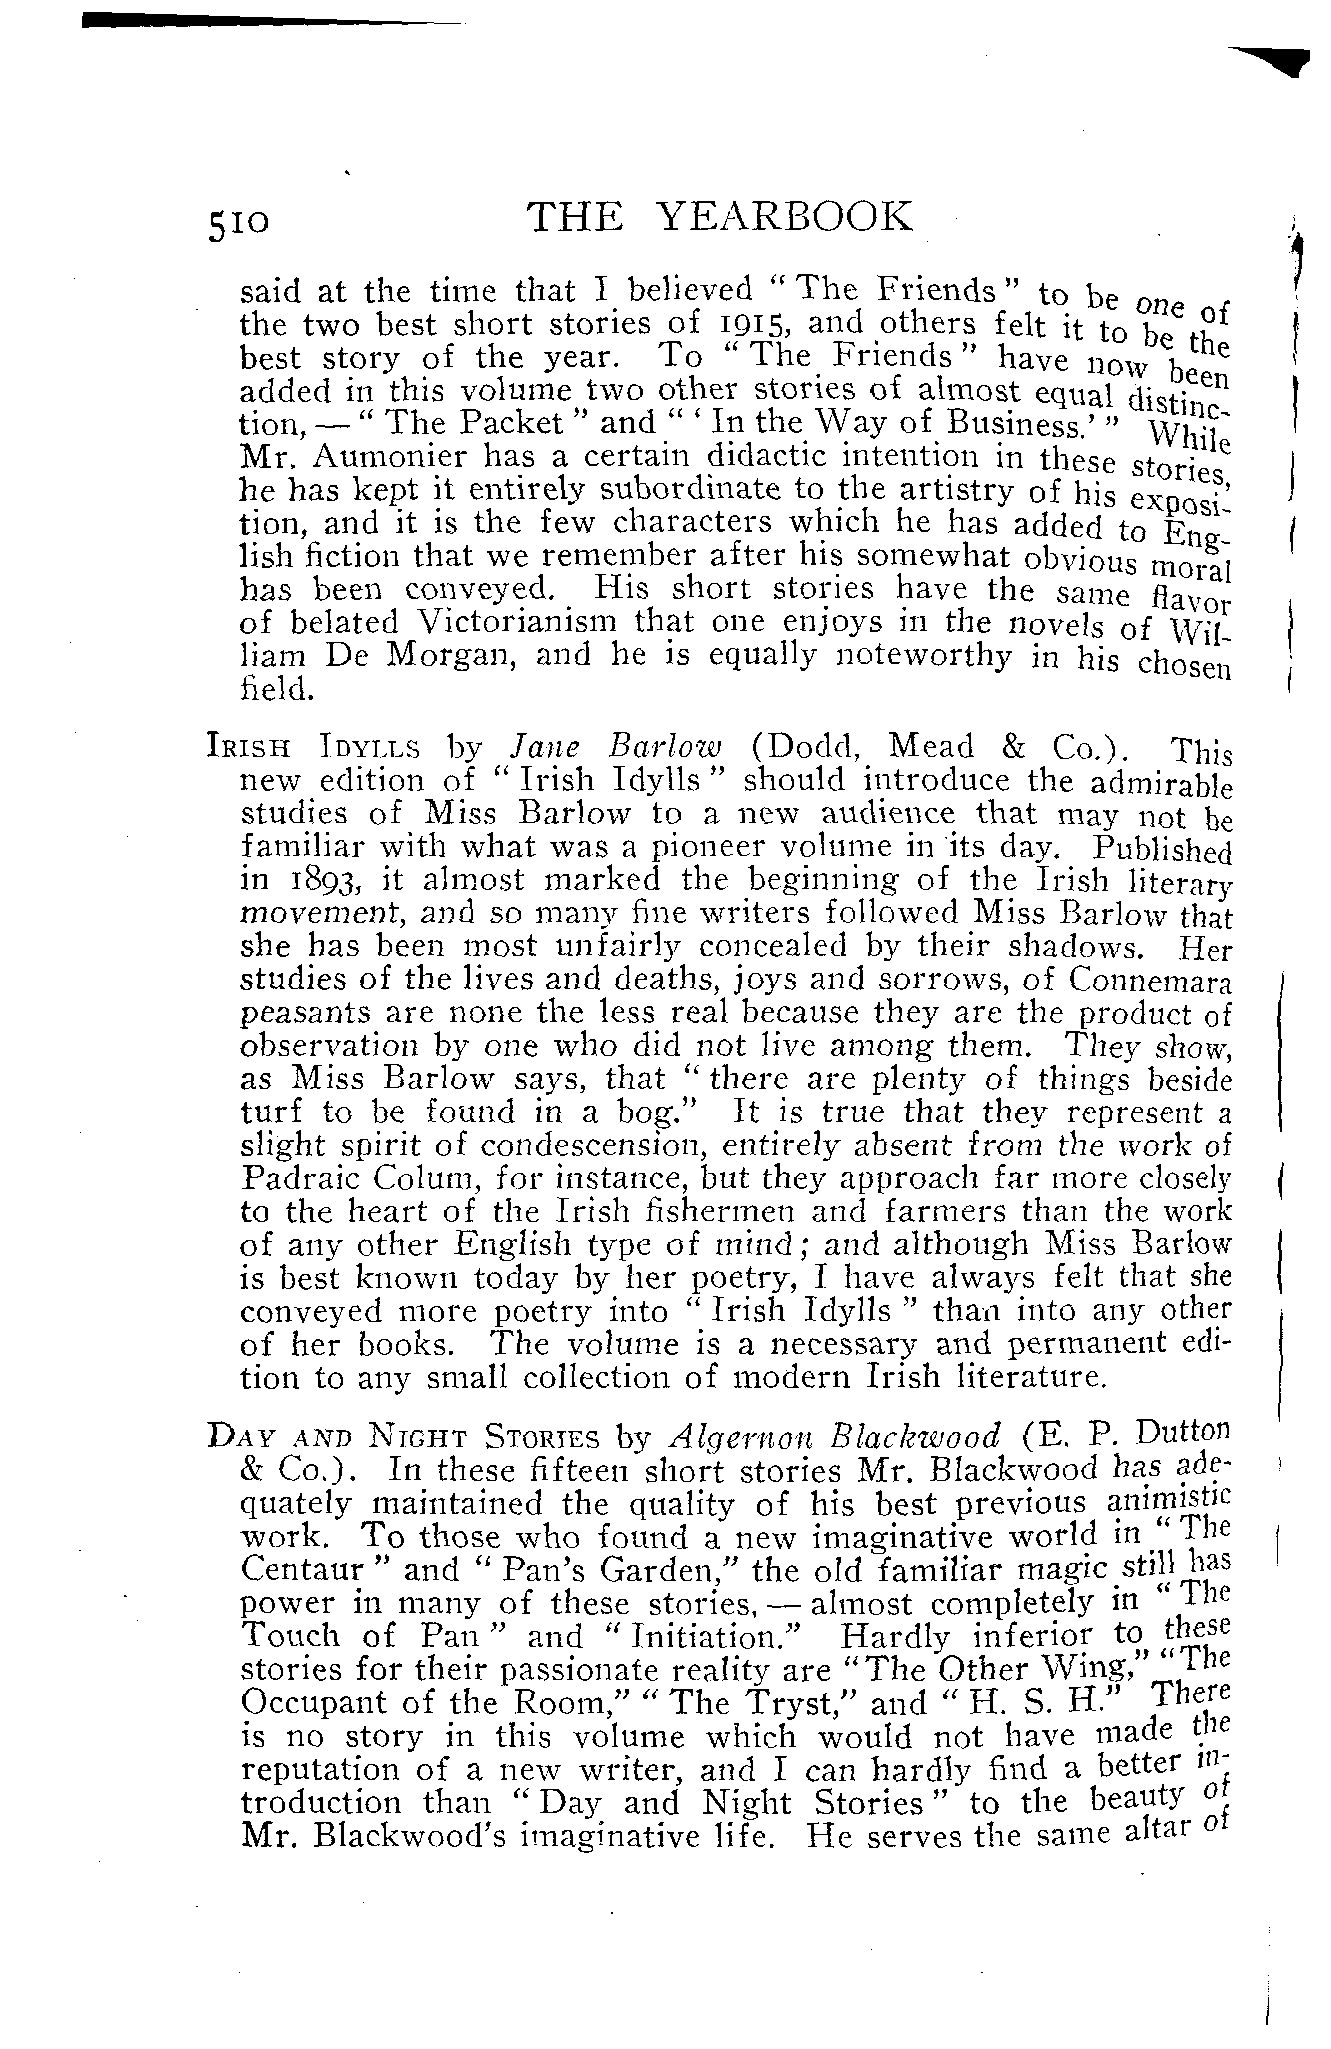 510 THE YEARBOOK
said at the time that I believed “ The Friends ” to be one of
the two best short stories of 1915, and others felt it to be the
best story of the year. To “ The Friends ” have now been
added in this volume two other stories of almost equal distinc-
tion, — “ The Packet ” and “ ‘ In the Way of Business.’ ” While
Mr. Aumonier has a certain didactic intention in these stories,
he has kept it entirely subordinate to the artistry of his exposi-
tion, and it is the few characters which he has added to Eng-
lish fiction that we remember after his somewhat obvious moral
has been conveyed. His short stories have the same flavor
of belated Victorianism that one enjoys in the novels of Wil-
liam De Morgan, and he is equally noteworthy in his chosen
field.
IRISH IDYLLS by Jane Barlow (Dodd, Mead & Co.). This
new edition of “ Irish Idylls ” should introduce the admirable
studies of Miss Barlow to a new audience that may not be
familiar with what was a pioneer volume in its day. Published
in 1893, it almost marked the beginning of the Irish literary
movement, and so many fine writers followed Miss Barlow that
she has been most unfairly concealed by their shadows. Her
studies of the lives and deaths, joys and sorrows, of Connemara
peasants are none the less real because they are the product of
observation by one who did not live among them. They show,
as Miss Barlow says, that “ there are plenty of things beside
turf to be found in a bog.” It is true that they represent a
slight spirit of condescension, entirely absent from the work of
Padraic Colum, for instance, but they approach far more closely
to the heart of the Irish fishermen and farmers than the work
of any other English type of mind; and although Miss Barlow
is best known today by her poetry, I have always felt that she
conveyed more poetry into “ Irish Idylls ” than into any other
of her books. The volume is a necessary and permanent edi-
tion to any small collection of modern Irish literature.
DAY AND NIGHT STORIES by Algernon Blackwood (E. P. Dutton
& Co.). In these fifteen short stories Mr. Blackwood has ade-
quately maintained the quality of his best previous animistic
work. To those who found a new imaginative world in “ The
Centaur ” and “ Pan’s Garden,” the old familiar magic still has
power in many of these stories, — almost completely in “ The
Touch of Pan ” and “ Initiation.” Hardly inferior to these
stories for their passionate reality are “The Other Wing,” “The
Occupant of the Room,” “ The Tryst,” and “ H. S. H.” There
is no story in this volume which would not have made the
reputation of a new writer, and I can hardly find a better in-
troduction than “ Day and Night Stories ” to the beauty of
Mr. Blackwood’s imaginative life. He serves the same altar of